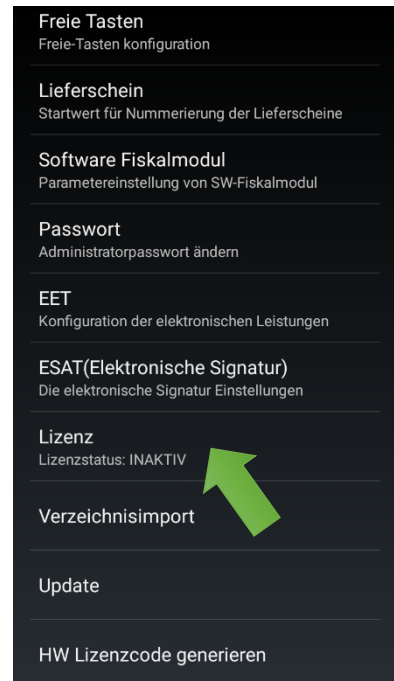 Freie Tasten
Freie-Tasten konfiguration
Lieferschein
Startwert für Nummerierung der Lieferscheine
Software Fiskalmodul
Parametereinstellung von SW-Fiskalmodul
Passwort
Administratorpasswort ändern
EET
Konfiguration der elektronischen Leistungen
ESAT(Elektronische Signatur)
Die elektronische Signatur Einstellungen
Lizenz
Lizenzstatus: INAKTIV
Verzeichnisimport
Update
HW Lizenzcode generieren